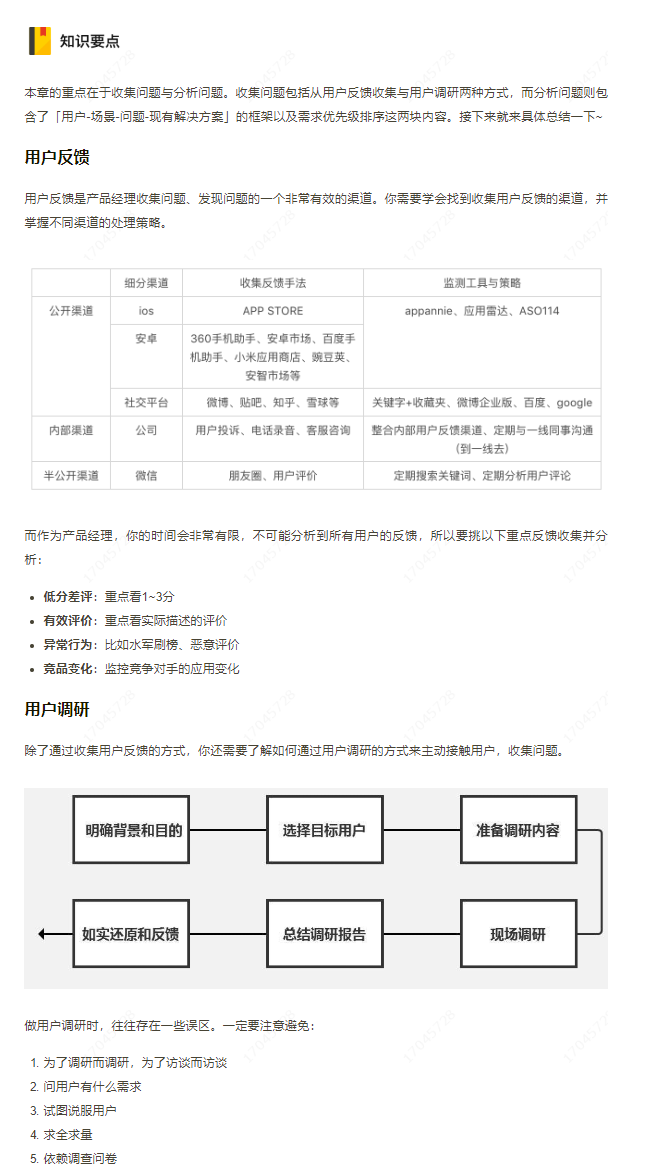 知识要点
本章的重点在于收集问题与分析问题。收集问题包括从用户反馈收集与用户调研两种方式，而分析问题则包
含了「用户-场景-问题-现有解决方案」的框架以及需求优先级排序这两块内容。接下来就来具体总结一下~
用户反馈
用户反馈是产品经理收集问题、发现问题的一个非常有效的渠道。你需要学会找到收集用户反馈的渠道，并
掌握不同渠道的处理策略。
细分渠道 收集反馈手法 监测工具与策略
公开渠道 ios APP STORE appannie、应用雷达、ASO114
安卓 360手机助手、安卓市场、百度手
机助手、小米应用商店、豌豆荚、
安智市场等
社交平台 微博、贴吧、知乎、雪球等 关键字+收藏夹、微博企业版、百度、google
内部渠道 公司 用户投诉、电话录音、客服咨询 整合内部用户反馈渠道、定期与一线同事沟通
（到一线去）
半公开渠道 微信 朋友圈、用户评价 定期搜索关键词、定期分析用户评论
而作为产品经理，你的时间会非常有限，不可能分析到所有用户的反馈，所以要挑以下重点反馈收集并分
析：
• 低分差评：重点看1~3分
• 有效评价：重点看实际描述的评价
• 异常行为：比如水军刷榜、恶意评价
• 竞品变化：监控竞争对手的应用变化
用户调研
除了通过收集用户反馈的方式，你还需要了解如何通过用户调研的方式来主动接触用户，收集问题。
明确背景和目的 选择目标用户 准备调研内容
如实还原和反馈 总结调研报告 现场调研
做用户调研时，往往存在一些误区。一定要注意避免：
1. 为了调研而调研，为了访谈而访谈
2. 问用户有什么需求
3. 试图说服用户
4. 求全求量
5. 依赖调查问卷